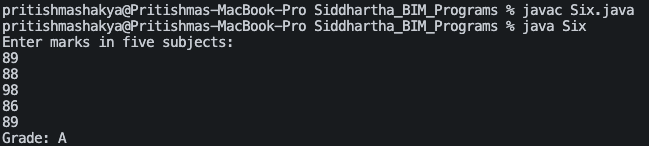 pritishmashakya@Pritishmas-MacBook-Pro Siddhartha_BIM_Programs % javac Six.java
pritishmashakya@Pritishmas-MacBook-Pro Siddhartha_BIM_Programs % java Six
Enter marks in five subjects:
89
88
98
86
89
Grade: A